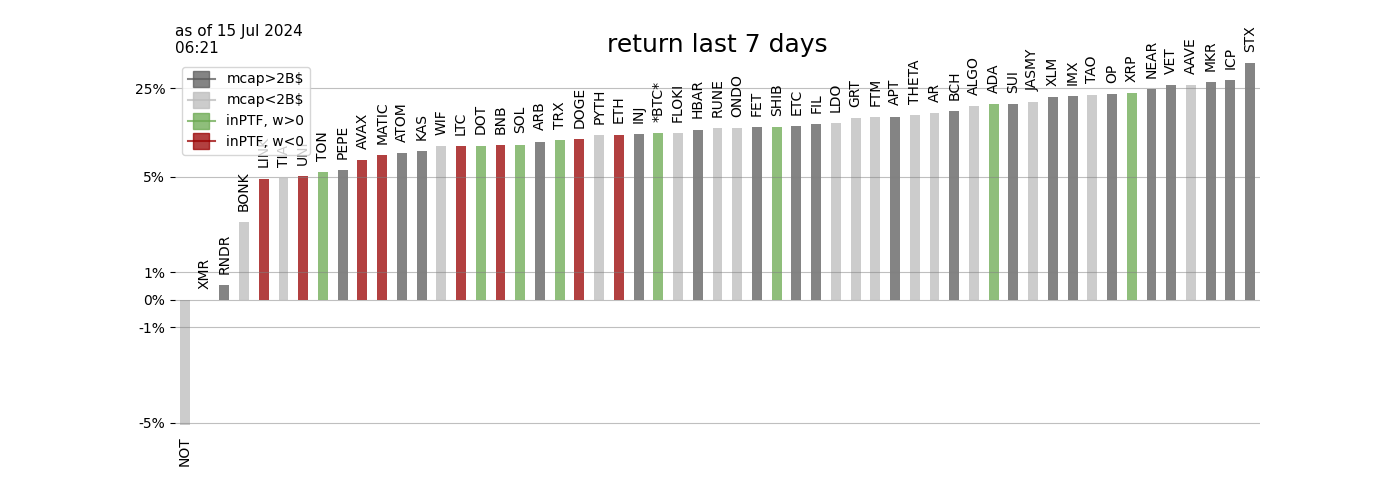 as of 15 Jul 2024
06:21
return last 7 days
mcap>2B$
mcap<2B$
inPTF, w>0
inPTF, w<0
25%
5%
1%
0%
-1%
-5%
NOT
XMR
RNDR
BONK
LINK
TIA
UNI
TON
PEPE
AVAX
MATIC
ATOM
KAS
WIF
LTC
DOT
BNB
SOL
ARB
TRX
DOGE
PYTH
ETH
INJ
*BTC*
FLOKI
HBAR
RUNE
ONDO
FET
SHIB
ETC
FIL
LDO
GRT
FTM
APT
THETA
AR
BCH
ALGO
ADA
SUI
JASMY
XLM
IMX
TAO
OP
XRP
NEAR
VET
AAVE
MKR
ICP
STX